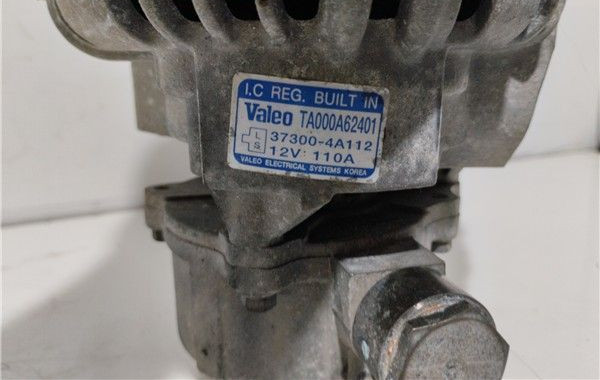 I.C REG. BUILT IN
Valeo TA000A62401
L 37300-4A112
S 12V 110A
VALEO ELECTRICAL SYSTEMS KOREA